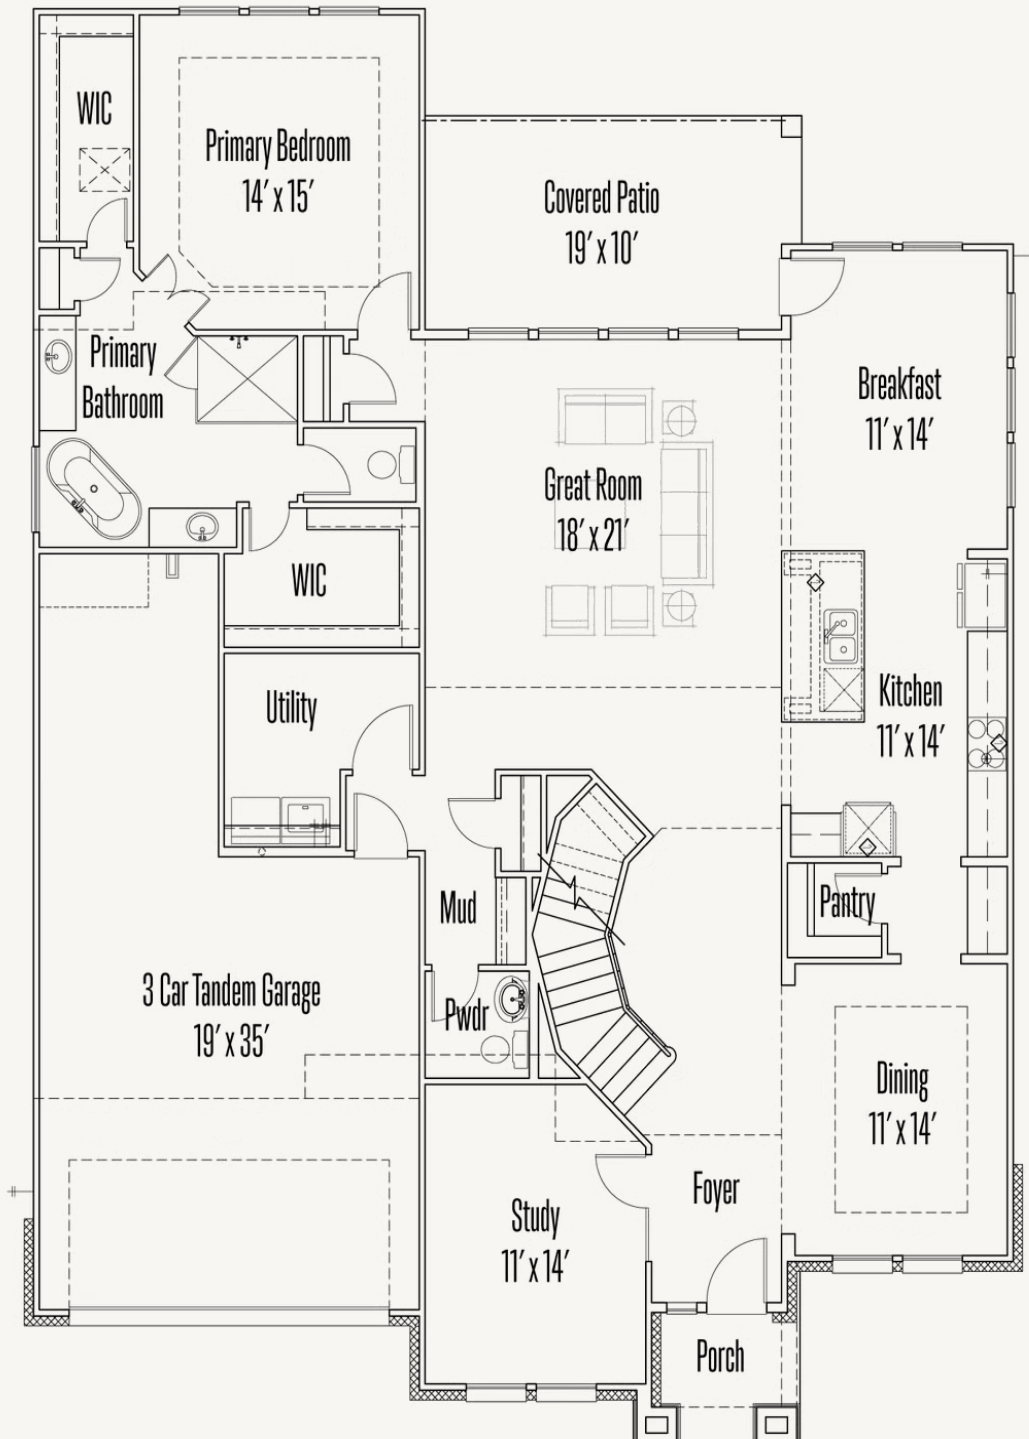 WIC
Primary Bedroom
14' x 15'
Covered Patio
19' x 10'
Primary
Bathroom
Breakfast
11' x 14'
Great Room
18' x 21'
WIC
Utility
Kitchen
11' x 14'
Pantry
Mud
3 Car Tandem Garage
19' x 35'
Pwdr
Dining
11' x 14'
Foyer
Study
11' x 14'
Porch